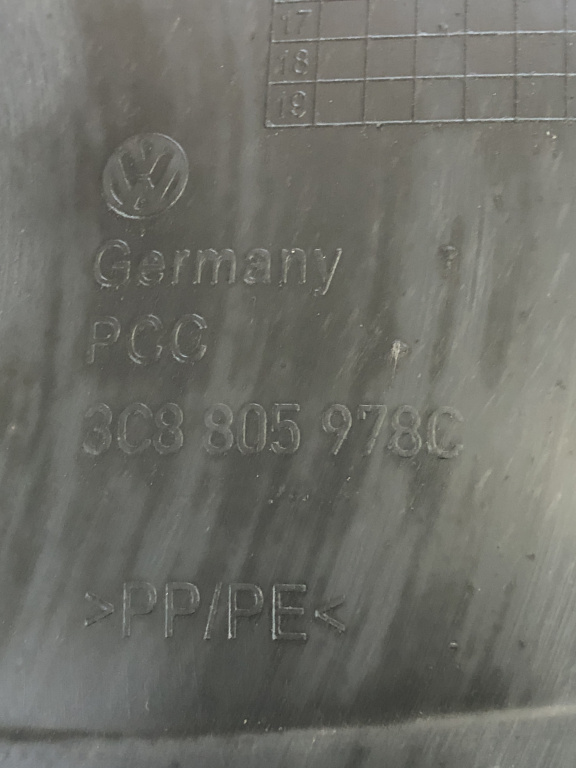 17
18
19
Germany
PCC
3C8 805 978C
>PP/PE<